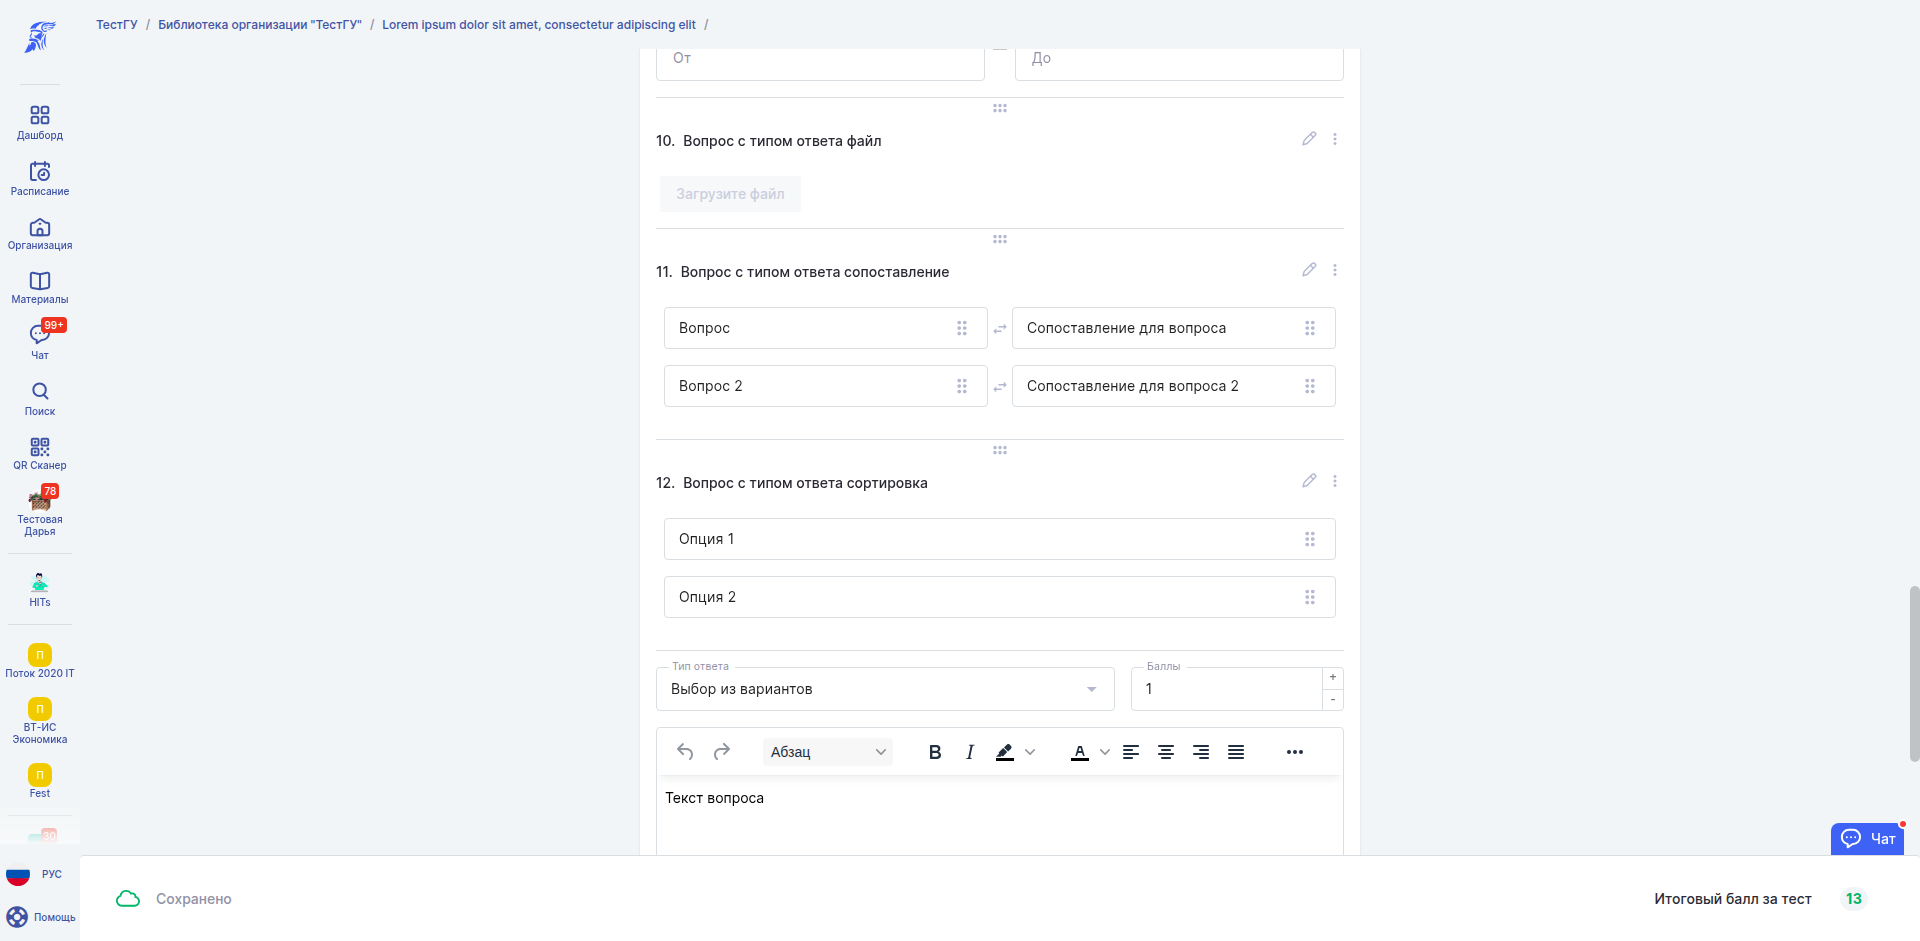 ТестГУ / Библиотека организации "ТестГУ" / Lorem ipsum dolor sit amet, consectetur adipiscing elit /
Дашборд
Расписание
Организация
Материалы
99+
Чат
Поиск
QR Сканер
78
Тестовая
Дарья
HITs
П
Поток 2020 IT
П
ВТ-ИС
Экономика
П
Fest
30
РУС
Помощь
От
До
10. Вопрос с типом ответа файл
Загрузите файл
11. Вопрос с типом ответа сопоставление
Вопрос
Сопоставление для вопроса
Вопрос 2
Сопоставление для вопроса 2
12. Вопрос с типом ответа сортировка
Опция 1
Опция 2
Тип ответа
Выбор из вариантов
Баллы
1
+
-
Абзац
B I A
Текст вопроса
Чат
Сохранено
Итоговый балл за тест 13